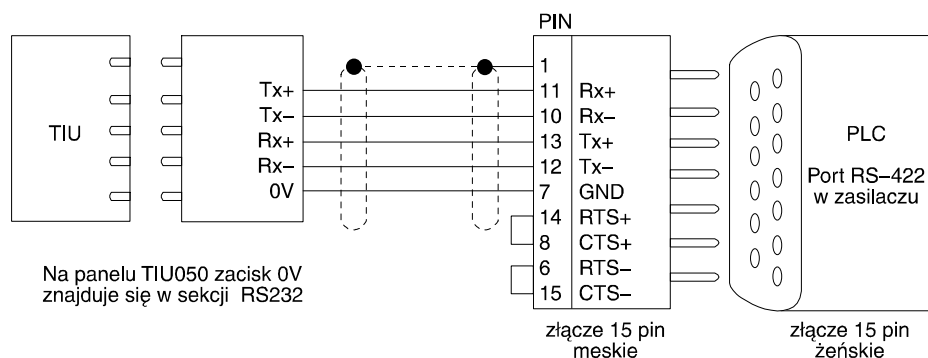 PIN
1
Tx+ 11 Rx+
Tx– 10 Rx–
Rx+ 13 Tx+
Rx– 12 Tx–
0V 7 GND
14 RTS+
8 CTS+
6 RTS–
15 CTS–
TIU
PLC
Port RS–422
w zasilaczu
Na panelu TIU050 zacisk 0V
znajduje się w sekcji RS232
złącze 15 pin
meskie
złącze 15 pin
żeńskie